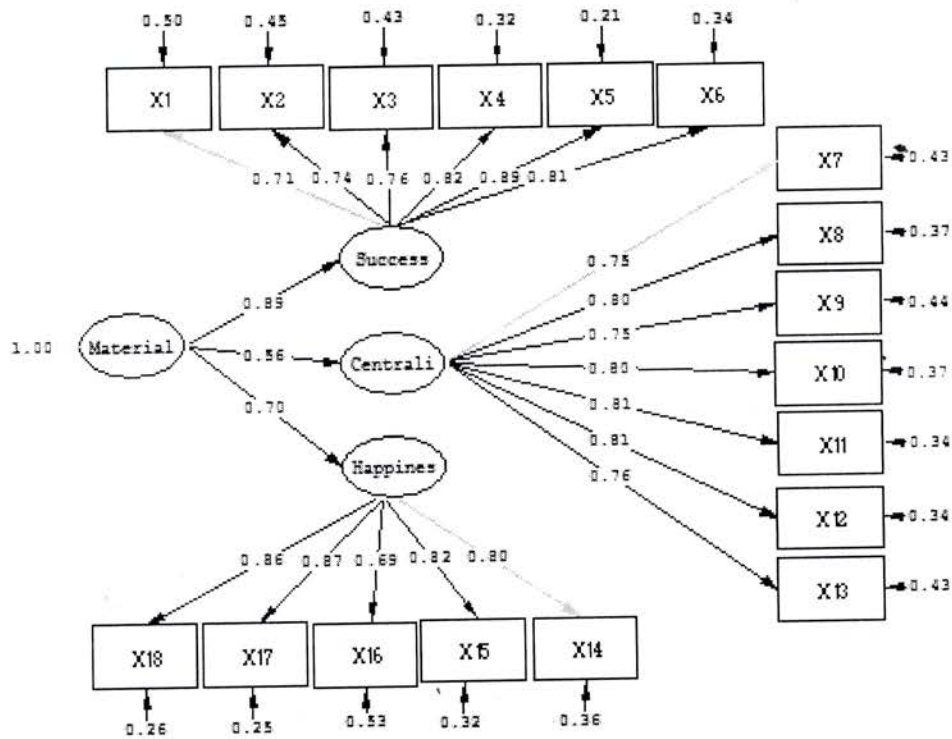 0.50 0.45 0.43 0.32 0.21 0.34
X1 X2 X3 X4 X5 X6
0.71 0.74 0.76 0.82 0.89 0.81
X7 0.43
Success
0.75
X8 0.37
0.89
0.80
X9 0.44
0.75
1.00 Material
0.56
Centrali
0.80
X10 0.37
0.70
0.81
X11 0.34
0.81
Happines
0.76
X12 0.34
0.86 0.87 0.69 0.82 0.80
X13 0.43
X18 X17 X16 X15 X14
0.26 0.25 0.53 0.32 0.36